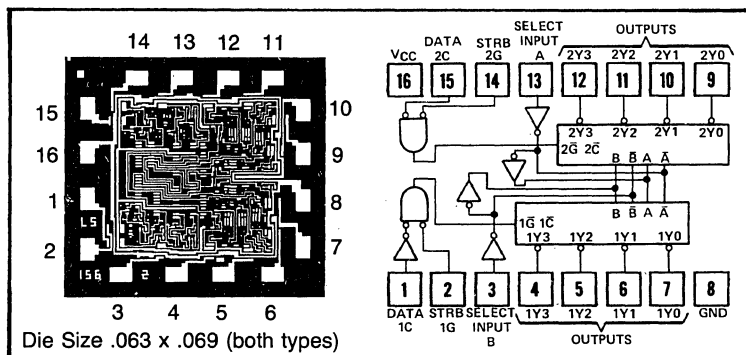 14 13 12 11
15
16
1
2
10
9
8
7
L5
156 2
3 4 5 6
Die Size .063 x .069 (both types)
VCC DATA 2C STRB 2G SELECT INPUT A OUTPUTS
2Y3 2Y2 2Y1 2Y0
16 15 14 13 12 11 10 9
2Y3 2Y2 2Y1 2Y0
2G̅ 2C̅
B B̅ A A̅
B B̅ A A̅
1G̅ 1C̅
1Y3 1Y2 1Y1 1Y0
1 2 3 4 5 6 7 8
DATA 1C STRB 1G SELECT INPUT B 1Y3 1Y2 1Y1 1Y0 GND
OUTPUTS